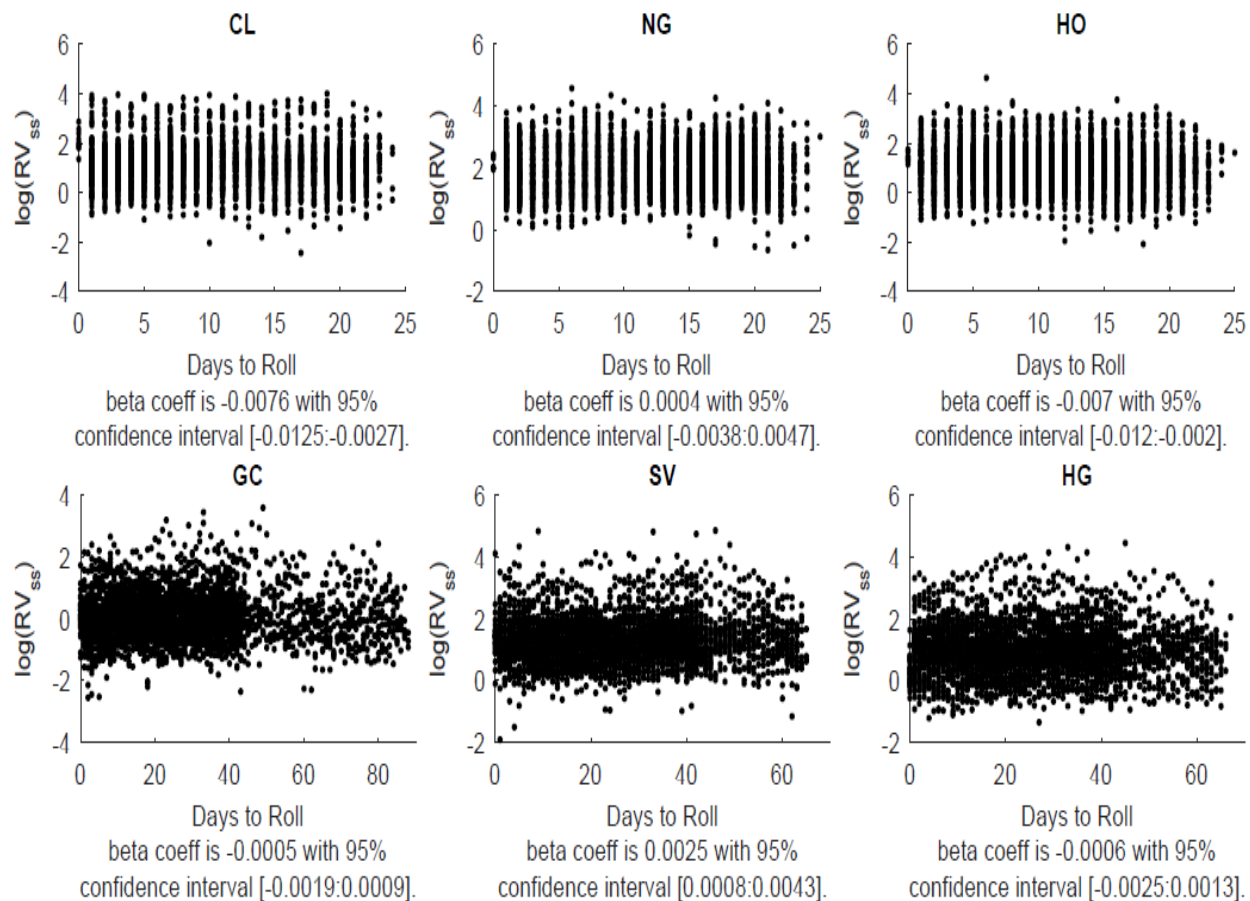 CL
6
4
2
0
-2
-4
log(RV_ss)
0 5 10 15 20 25
Days to Roll
beta coeff is -0.0076 with 95%
confidence interval [-0.0125:-0.0027].
NG
6
4
2
0
-2
log(RV_ss)
0 5 10 15 20 25
Days to Roll
beta coeff is 0.0004 with 95%
confidence interval [-0.0038:0.0047].
HO
6
4
2
0
-2
-4
log(RV_ss)
0 5 10 15 20 25
Days to Roll
beta coeff is -0.007 with 95%
confidence interval [-0.012:-0.002].
GC
4
2
0
-2
-4
log(RV_ss)
0 20 40 60 80
Days to Roll
beta coeff is -0.0005 with 95%
confidence interval [-0.0019:0.0009].
SV
6
4
2
0
-2
log(RV_ss)
0 20 40 60
Days to Roll
beta coeff is 0.0025 with 95%
confidence interval [0.0008:0.0043].
HG
6
4
2
0
-2
log(RV_ss)
0 20 40 60
Days to Roll
beta coeff is -0.0006 with 95%
confidence interval [-0.0025:0.0013].